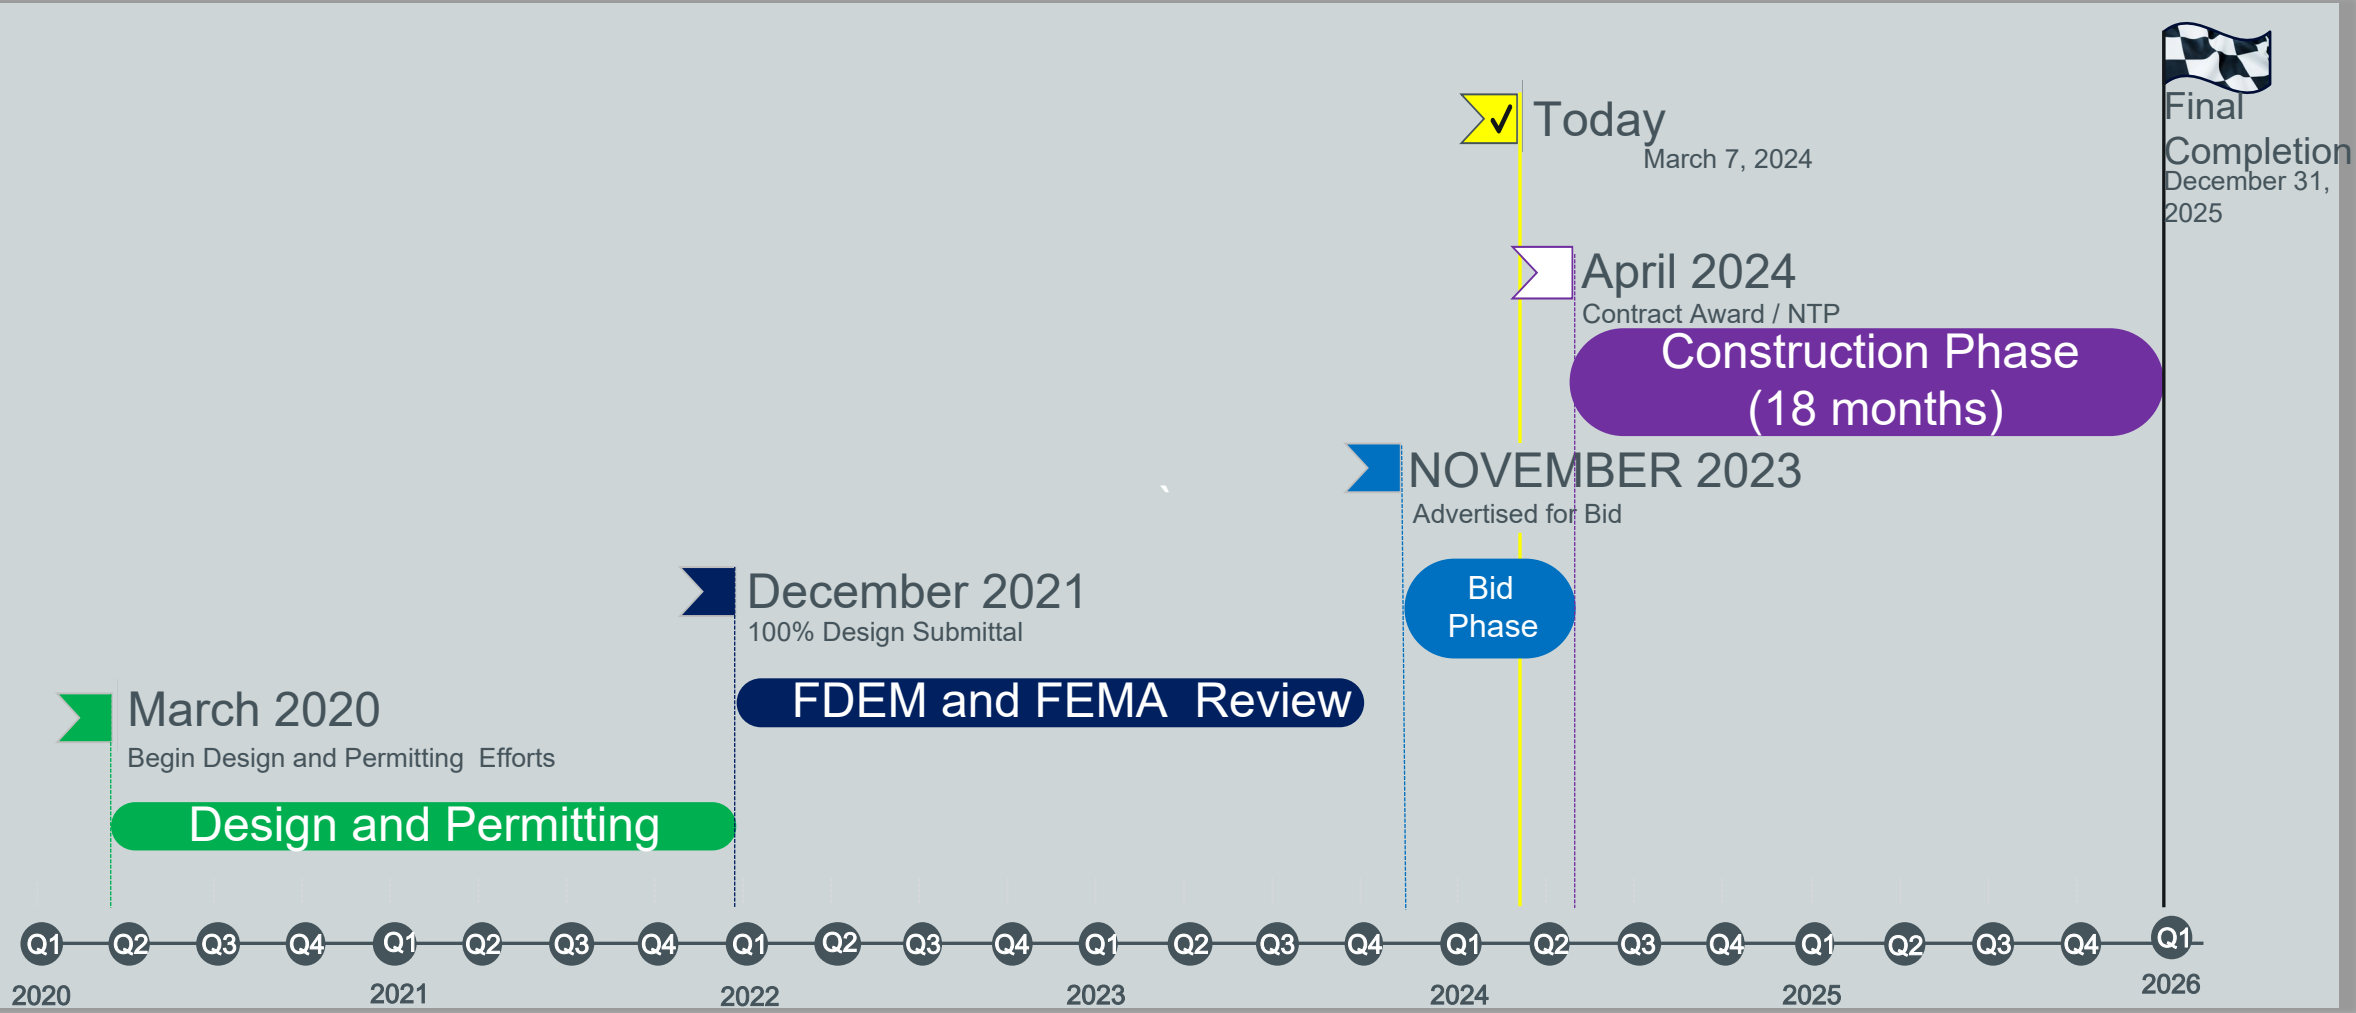 Today
March 7, 2024
Final
Completion
December 31,
2025
April 2024
Contract Award / NTP
Construction Phase
(18 months)
NOVEMBER 2023
Advertised for Bid
`
Bid
Phase
December 2021
100% Design Submittal
FDEM and FEMA  Review
March 2020
Begin Design and Permitting  Efforts
Design and Permitting
Q1 Q2 Q3 Q4 Q1 Q2 Q3 Q4 Q1 Q2 Q3 Q4 Q1 Q2 Q3 Q4 Q1 Q2 Q3 Q4 Q1 Q2 Q3 Q4 Q1
2020 2021 2022 2023 2024 2025 2026